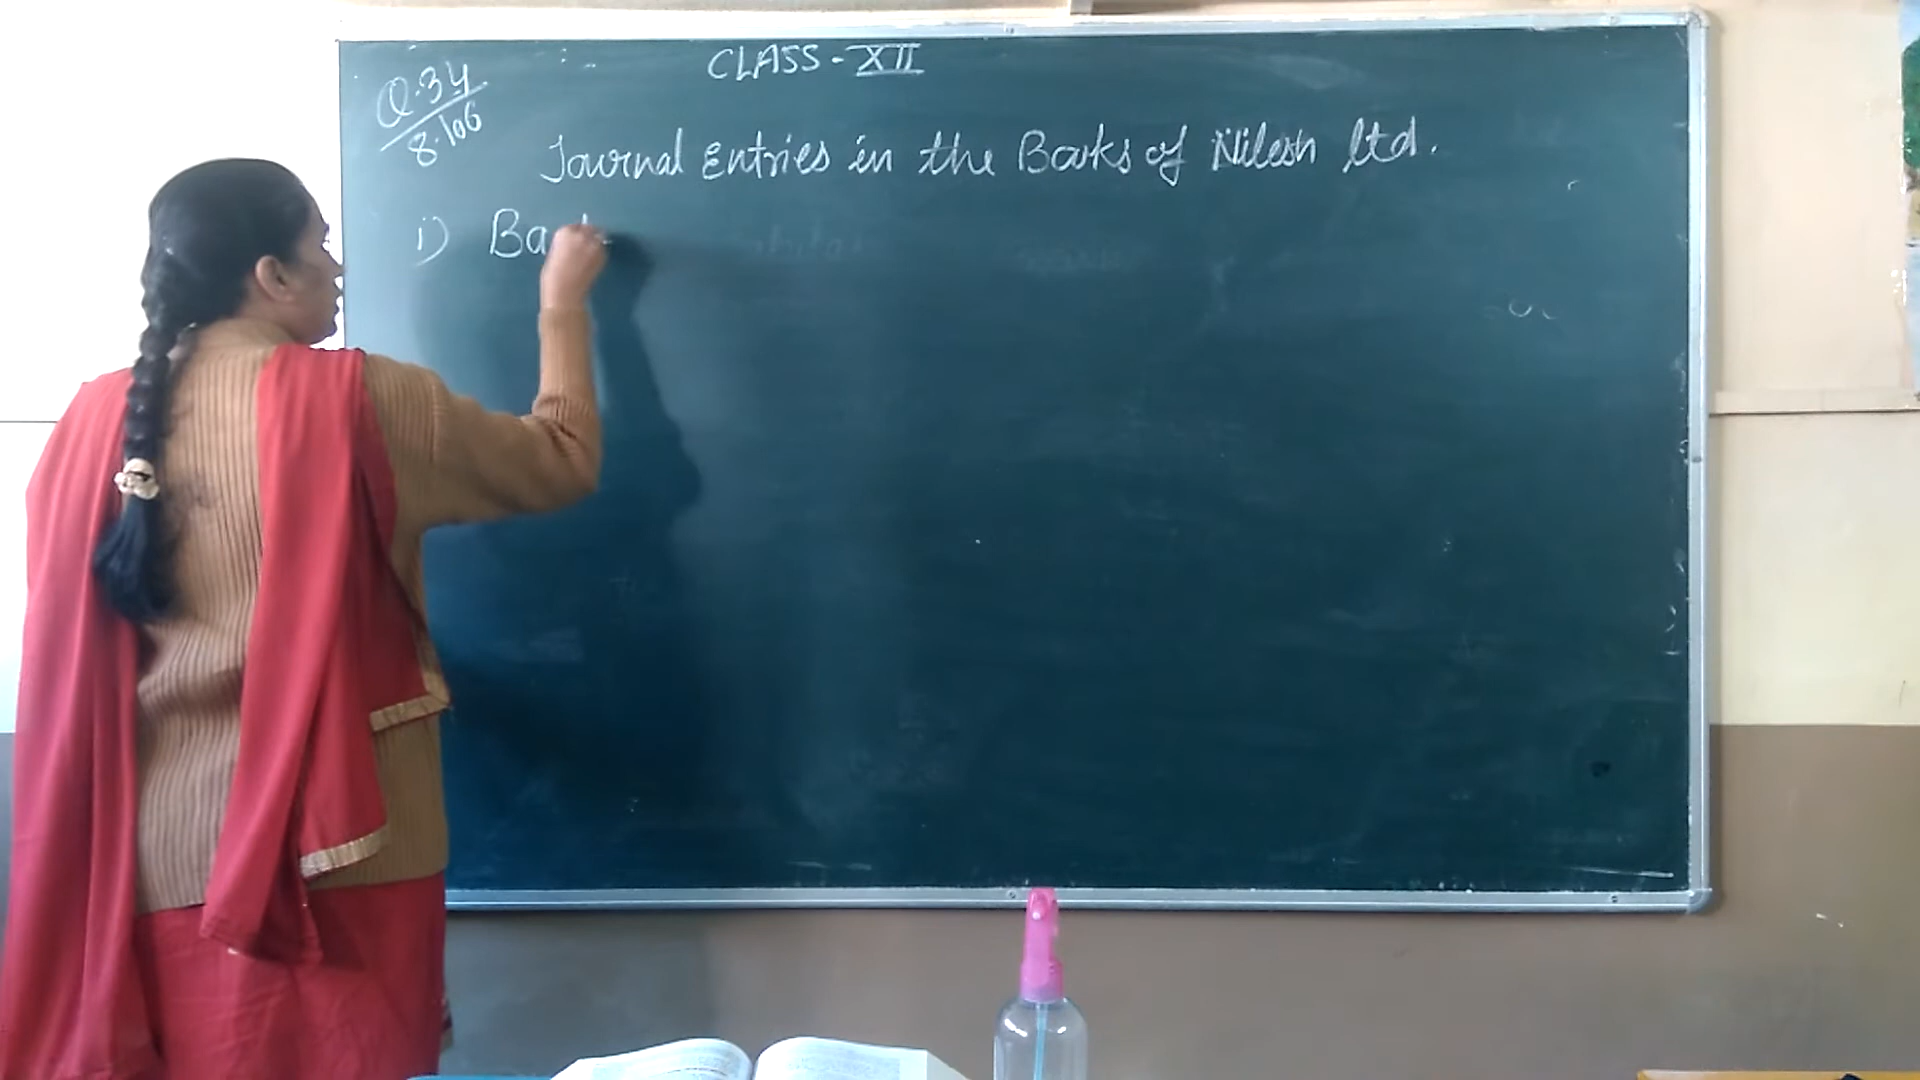 CLASS - XII
Q.34
8.106
Journal Entries in the Books of Nilesh ltd.
i) Ba